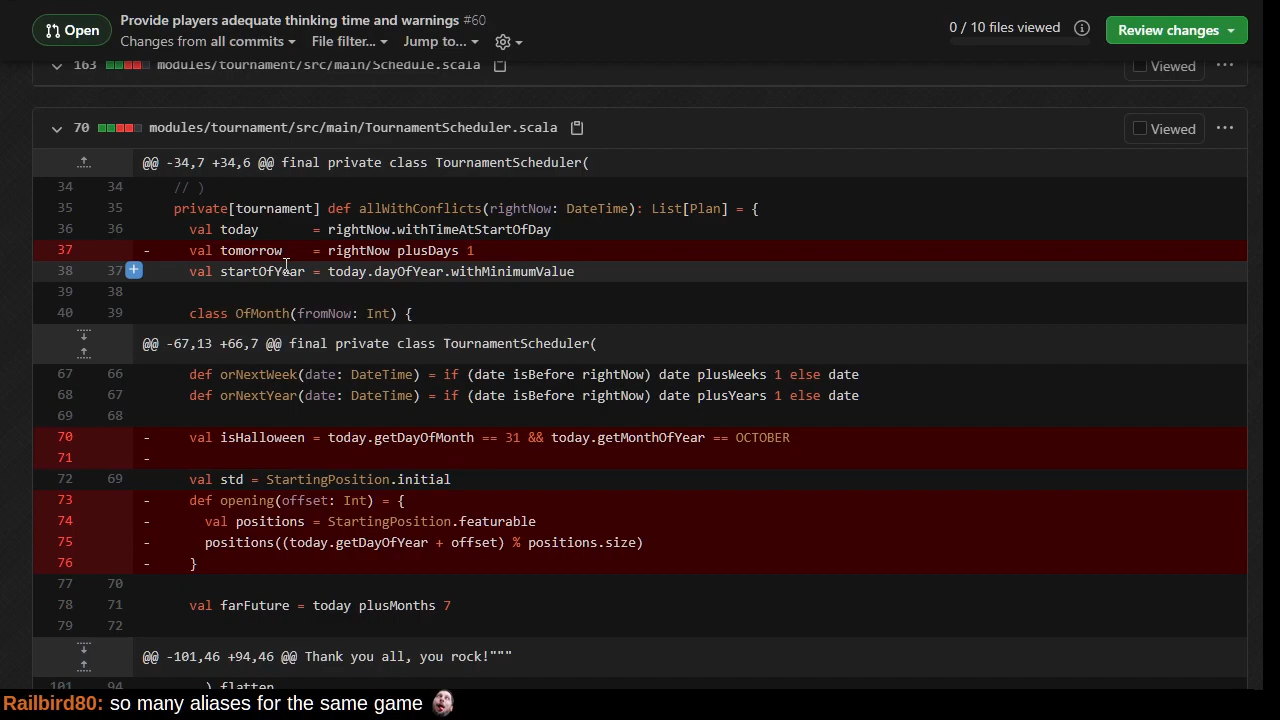 Open
Provide players adequate thinking time and warnings #60
Changes from all commits File filter... Jump to...
0 / 10 files viewed
Review changes
163 modules/tournament/src/main/Schedule.scala
Viewed
70 modules/tournament/src/main/TournamentScheduler.scala
Viewed
@@ -34,7 +34,6 @@ final private class TournamentScheduler(
34 34 // )
35 35 private[tournament] def allWithConflicts(rightNow: DateTime): List[Plan] = {
36 36 val today = rightNow.withTimeAtStartOfDay
37 - val tomorrow = rightNow plusDays 1
38 37 val startOfYear = today.dayOfYear.withMinimumValue
39 38
40 39 class OfMonth(fromNow: Int) {
@@ -67,13 +66,7 @@ final private class TournamentScheduler(
67 66 def orNextWeek(date: DateTime) = if (date isBefore rightNow) date plusWeeks 1 else date
68 67 def orNextYear(date: DateTime) = if (date isBefore rightNow) date plusYears 1 else date
69 68
70 - val isHalloween = today.getDayOfMonth == 31 && today.getMonthOfYear == OCTOBER
71 -
72 69 val std = StartingPosition.initial
73 - def opening(offset: Int) = {
74 - val positions = StartingPosition.featurable
75 - positions((today.getDayOfYear + offset) % positions.size)
76 - }
77 70
78 71 val farFuture = today plusMonths 7
79 72
@@ -101,46 +94,46 @@ Thank you all, you rock!"""
101 94 ) flatten
Railbird80: so many aliases for the same game